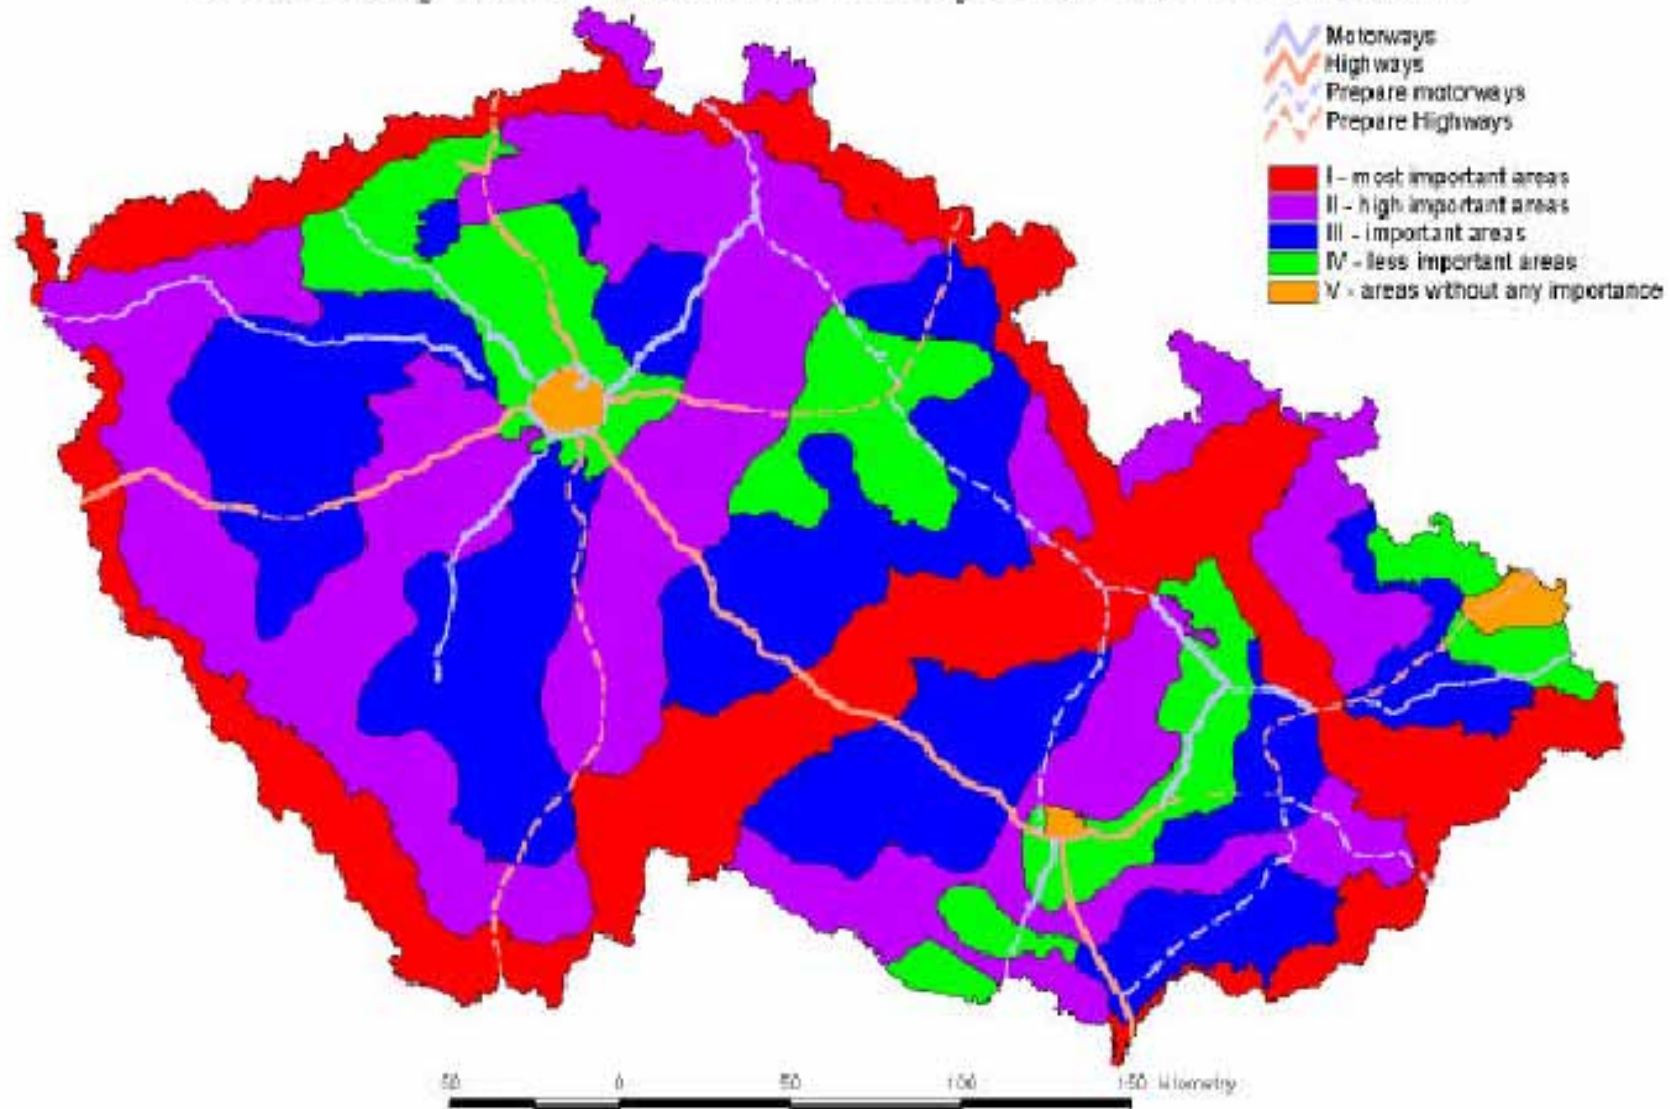 Motorways
Highways
Prepare motorways
Prepare Highways
I - most important areas
II - high important areas
III - important areas
IV - less important areas
V - areas without any importance
50 0 50 100 150 kilometry